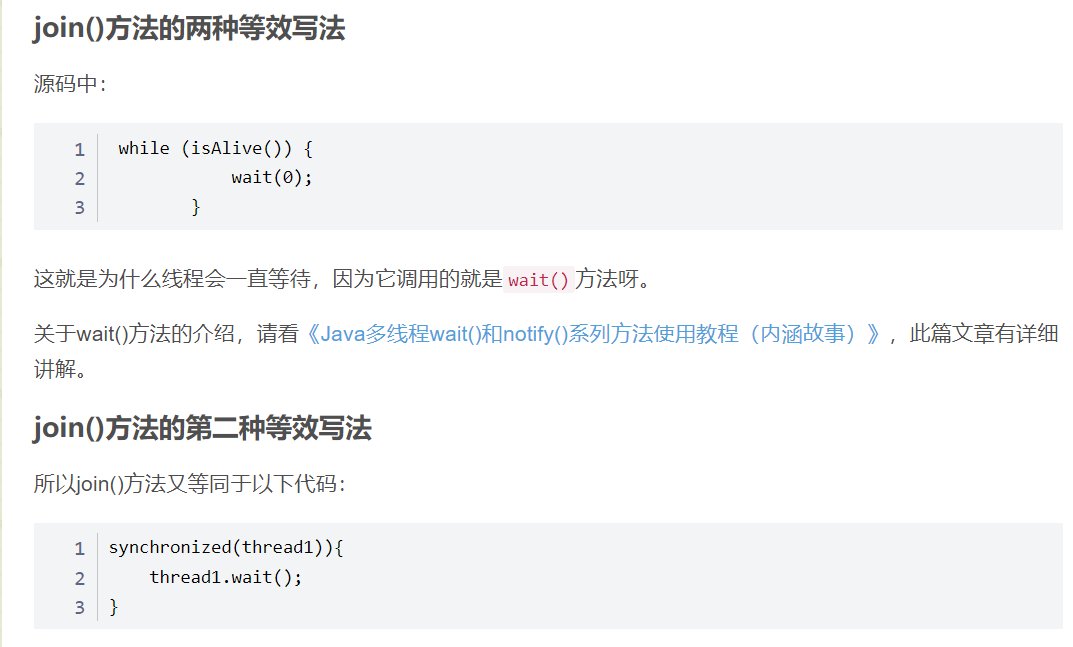 join()方法的两种等效写法
源码中：
1 while (isAlive()) {
2 wait(0);
3 }
这就是为什么线程会一直等待，因为它调用的就是 wait() 方法呀。
关于wait()方法的介绍，请看《Java多线程wait()和notify()系列方法使用教程（内涵故事）》，此篇文章有详细
讲解。
join()方法的第二种等效写法
所以join()方法又等同于以下代码：
1 synchronized(thread1)){
2 thread1.wait();
3 }